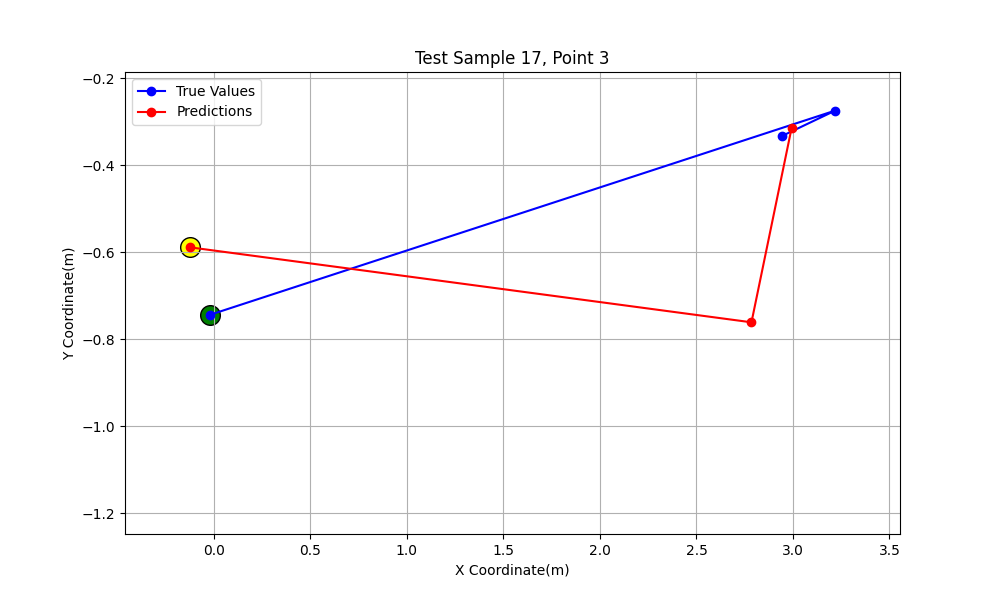 Test Sample 17, Point 3
True Values
Predictions
−0.2
−0.4
−0.6
−0.8
−1.0
−1.2
Y Coordinate(m)
0.0 0.5 1.0 1.5 2.0 2.5 3.0 3.5
X Coordinate(m)